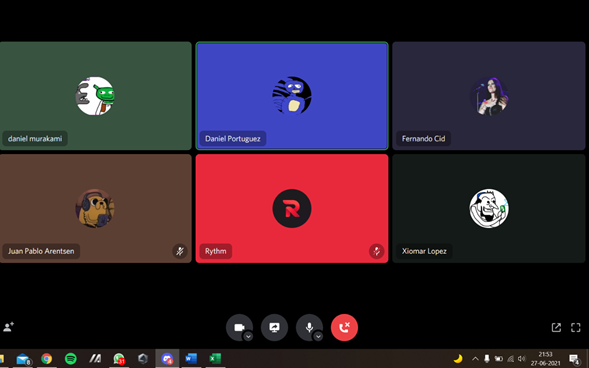 daniel murakami
Daniel Portuguez
Fernando Cid
Juan Pablo Arentsen
Rythm
Xiomar Lopez
21:53
27-06-2021